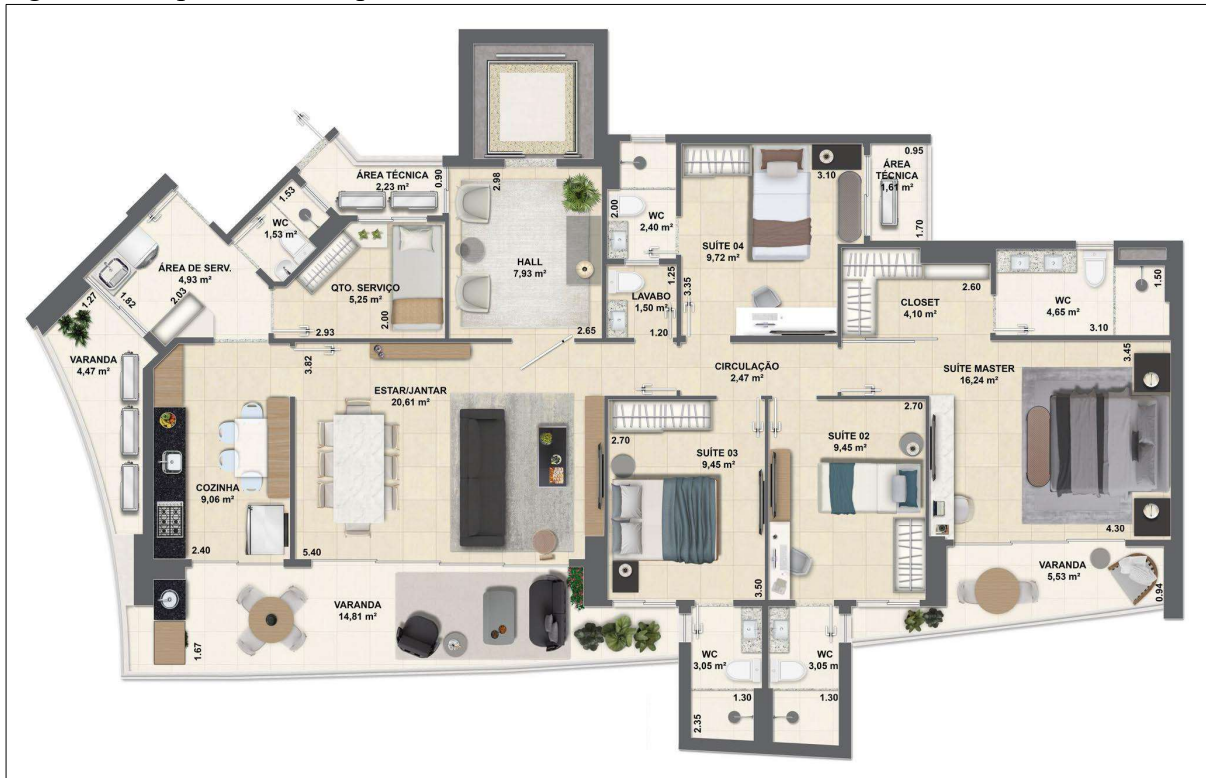 ÁREA TÉCNICA
2,23 m²
0.90
2.98
HALL
7,93 m²
2.65
1.53
WC
1,53 m²
ÁREA DE SERV.
4,93 m²
1.27
1.82
2.03
QTO. SERVIÇO
5,25 m²
2.00
2.93
2.00
WC
2,40 m²
LAVABO
1,50 m²
1.25
1.20
3.10
SUÍTE 04
9,72 m²
3.35
0.95
ÁREA
TÉCNICA
1,61 m²
1.70
CLOSET
4,10 m²
2.60
WC
4,65 m²
3.10
1.50
VARANDA
4,47 m²
3.82
ESTAR/JANTAR
20,61 m²
5.40
CIRCULAÇÃO
2,47 m²
SUÍTE MASTER
16,24 m²
3.45
4.30
COZINHA
9,06 m²
2.40
2.70
SUÍTE 03
9,45 m²
3.50
2.70
SUÍTE 02
9,45 m²
VARANDA
14,81 m²
1.67
VARANDA
5,53 m²
0.94
WC
3,05 m²
1.30
2.35
WC
3,05 m
1.30